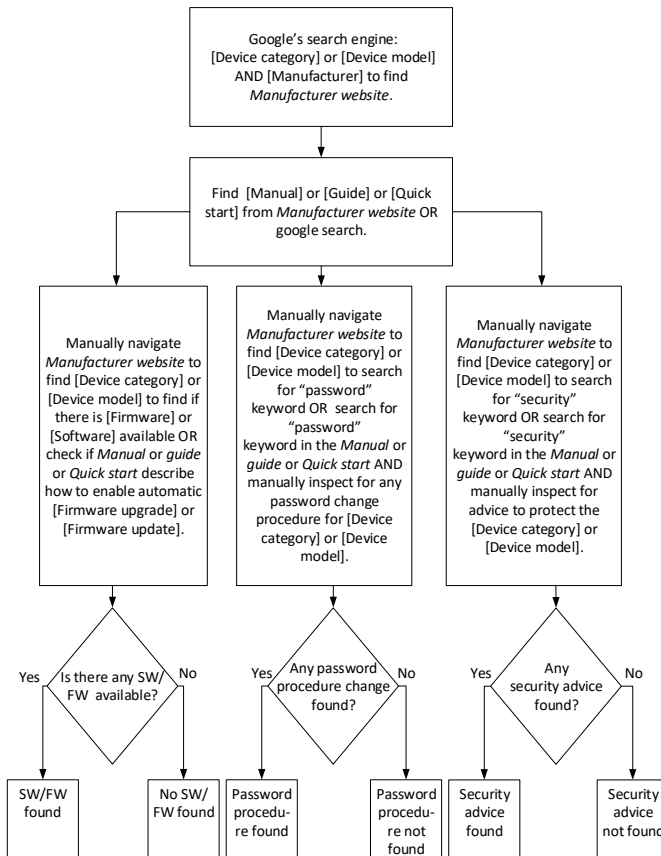 Google's search engine:
[Device category] or [Device model]
AND [Manufacturer] to find
Manufacturer website.
Find [Manual] or [Guide] or [Quick
start] from Manufacturer website OR
google search.
Manually navigate
Manufacturer website to
find [Device category] or
[Device model] to find if
there is [Firmware] or
[Software] available OR
check if Manual or guide
or Quick start describe
how to enable automatic
[Firmware upgrade] or
[Firmware update].
Manually navigate
Manufacturer website to
find [Device category] or
[Device model] to search
for “password”
keyword OR search for
“password”
keyword in the Manual or
guide or Quick start AND
manually inspect for any
password change
procedure for [Device
category] or [Device
model].
Manually navigate
Manufacturer website to
find [Device category] or
[Device model] to search
for “security”
keyword OR search for
“security”
keyword in the Manual or
guide or Quick start AND
manually inspect for
advice to protect the
[Device category] or
[Device model].
Yes
Is there any SW/
FW available?
No
Yes
Any password
procedure change
found?
No
Yes
Any
security advice
found?
No
SW/FW
found
No SW/
FW found
Password
procedu-
re found
Password
procedu-
re not
found
Security
advice
found
Security
advice
not found